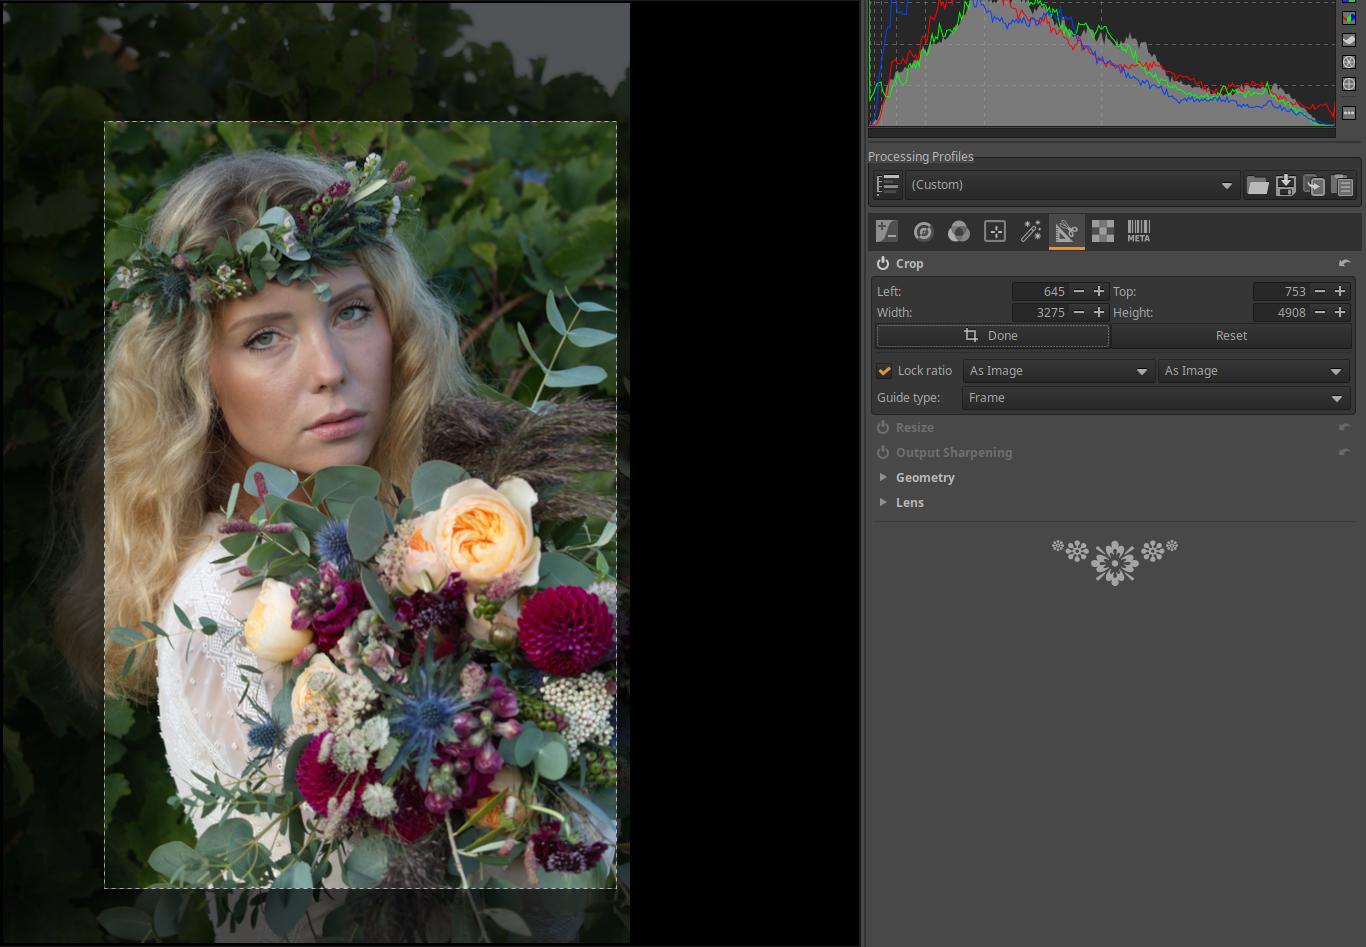 Processing Profiles
(Custom)
META
Crop
Left: 645 Top: 753
Width: 3275 Height: 4908
Done Reset
Lock ratio As Image As Image
Guide type: Frame
Resize
Output Sharpening
Geometry
Lens